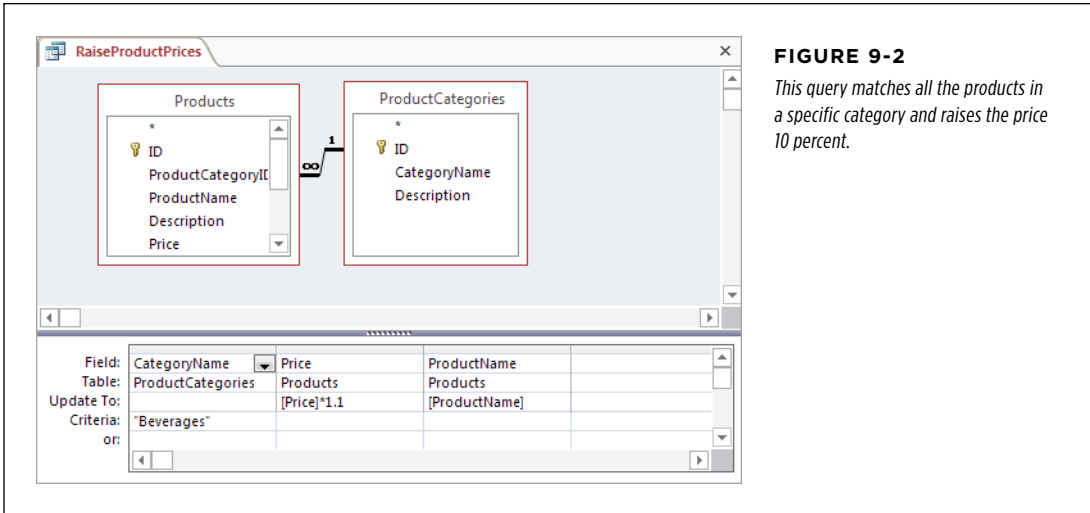 RaiseProductPrices
Products
*
ID
ProductCategoryID
ProductName
Description
Price
∞
1
ProductCategories
*
ID
CategoryName
Description
Field: CategoryName Price ProductName
Table: ProductCategories Products Products
Update To: [Price]*1.1 [ProductName]
Criteria: "Beverages"
or:
FIGURE 9-2
This query matches all the products in
a specific category and raises the price
10 percent.